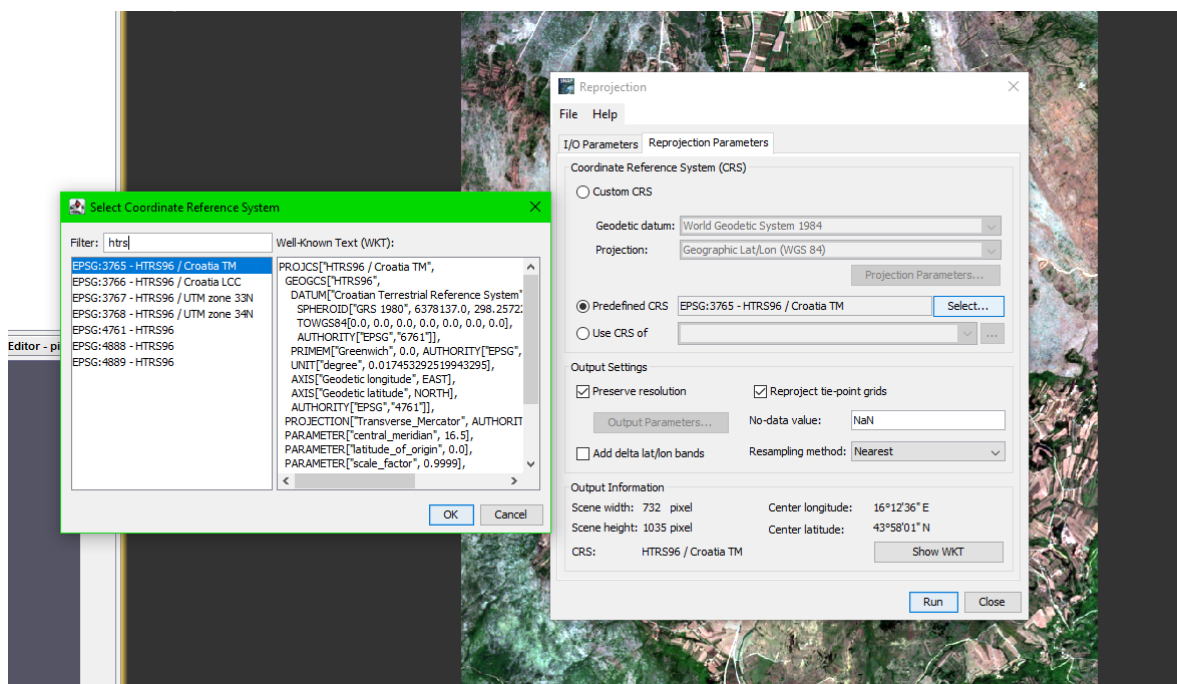 Reprojection
File Help
I/O Parameters Reprojection Parameters
Coordinate Reference System (CRS)
Custom CRS
Geodetic datum: World Geodetic System 1984
Projection: Geographic Lat/Lon (WGS 84)
Projection Parameters...
Predefined CRS EPSG:3765 - HTRS96 / Croatia TM Select...
Use CRS of ...
Output Settings
Preserve resolution Reproject tie-point grids
Output Parameters... No-data value: NaN
Add delta lat/lon bands Resampling method: Nearest
Output Information
Scene width: 732 pixel Center longitude: 16°12'36" E
Scene height: 1035 pixel Center latitude: 43°58'01" N
CRS: HTRS96 / Croatia TM Show WKT
Run Close
Select Coordinate Reference System
Filter: htrs Well-Known Text (WKT):
EPSG:3765 - HTRS96 / Croatia TM
EPSG:3766 - HTRS96 / Croatia LCC
EPSG:3767 - HTRS96 / UTM zone 33N
EPSG:3768 - HTRS96 / UTM zone 34N
EPSG:4761 - HTRS96
EPSG:4888 - HTRS96
EPSG:4889 - HTRS96
PROJCS["HTRS96 / Croatia TM",
GEOGCS["HTRS96",
DATUM["Croatian Terrestrial Reference System"
SPHEROID["GRS 1980", 6378137.0, 298.2572
TOWGS84[0.0, 0.0, 0.0, 0.0, 0.0, 0.0, 0.0],
AUTHORITY["EPSG","6761"]],
PRIMEM["Greenwich", 0.0, AUTHORITY["EPSG",
UNIT["degree", 0.017453292519943295],
AXIS["Geodetic longitude", EAST],
AXIS["Geodetic latitude", NORTH],
AUTHORITY["EPSG","4761"]],
PROJECTION["Transverse_Mercator", AUTHORIT
PARAMETER["central_meridian", 16.5],
PARAMETER["latitude_of_origin", 0.0],
PARAMETER["scale_factor", 0.9999],
OK Cancel
Editor - pi